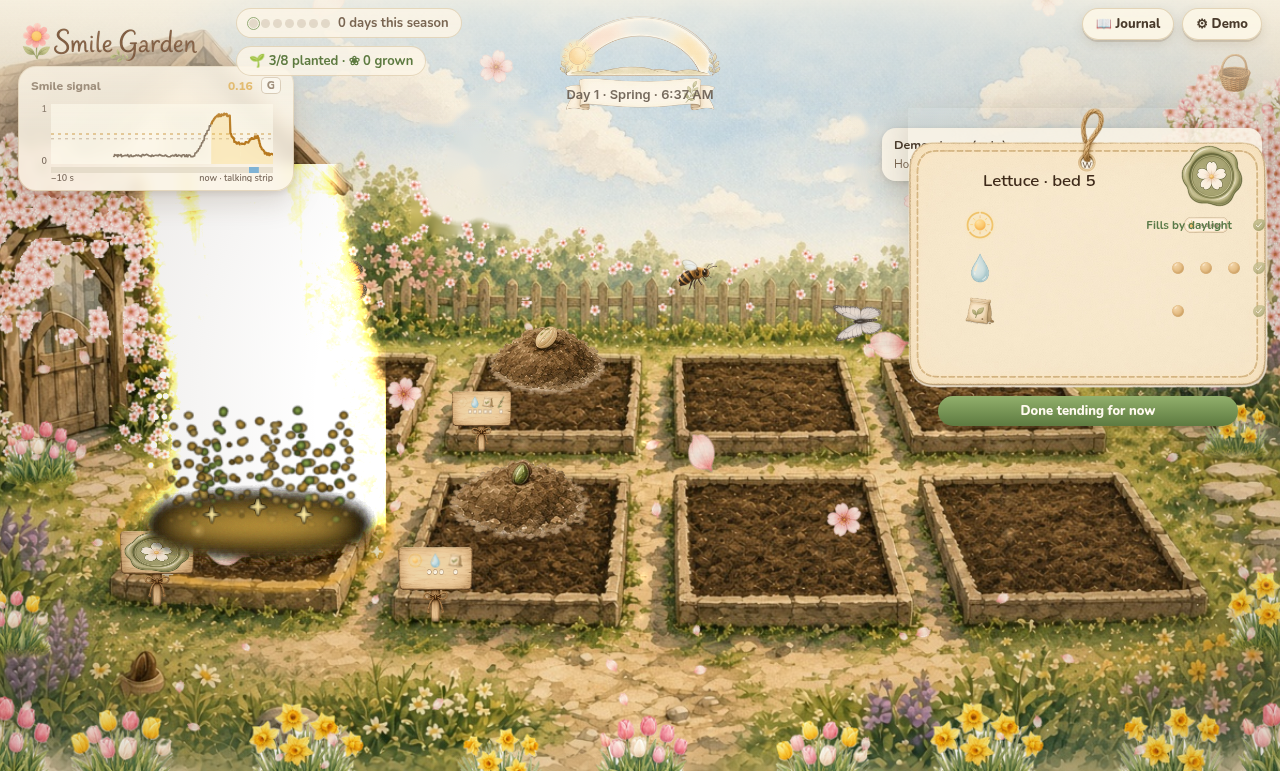 Smile Garden
0 days this season
3/8 planted · 0 grown
Smile signal 0.16 G
1
0
−10 s now · talking strip
Day 1 · Spring · 6:37 AM
Journal
Demo
Lettuce · bed 5
Fills by daylight
Done tending for now